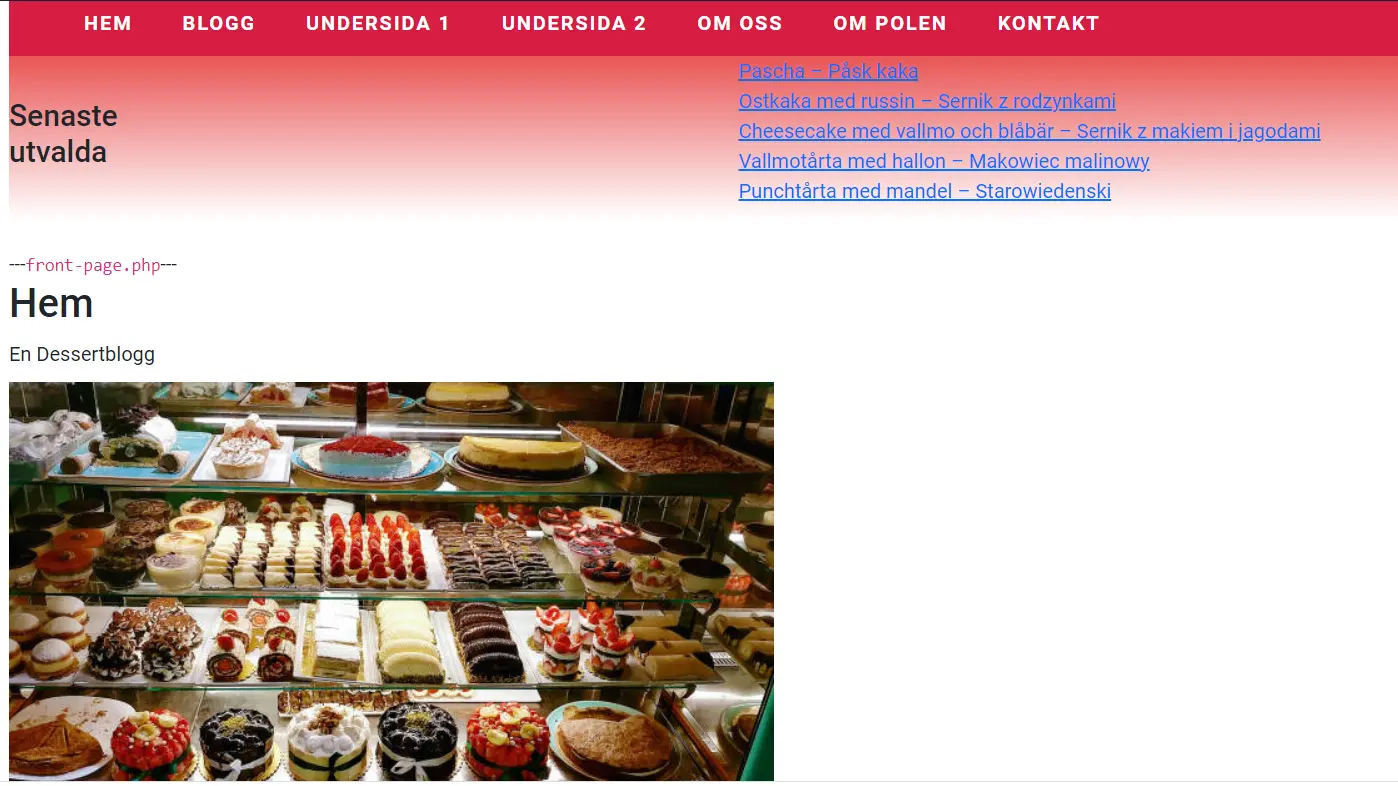 HEM BLOGG UNDERSIDA 1 UNDERSIDA 2 OM OSS OM POLEN KONTAKT
Senaste
utvalda
Pascha – Påsk kaka
Ostkaka med russin – Sernik z rodzynkami
Cheesecake med vallmo och blåbär – Sernik z makiem i jagodami
Vallmotårta med hallon – Makowiec malinowy
Punchtårta med mandel – Starowiedenski
---front-page.php---
Hem
En Dessertblogg